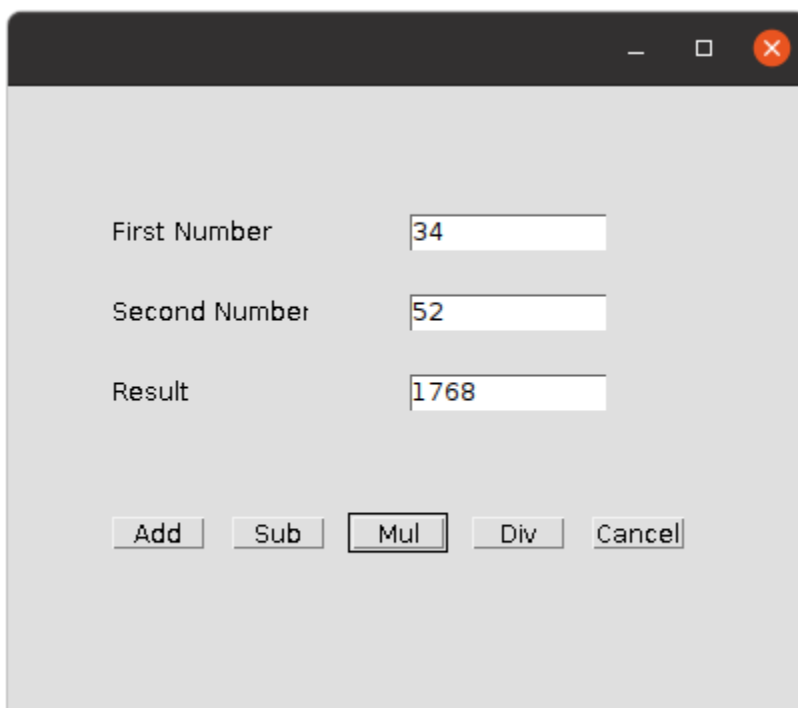 First Number 34
Second Number 52
Result 1768
Add Sub Mul Div Cancel